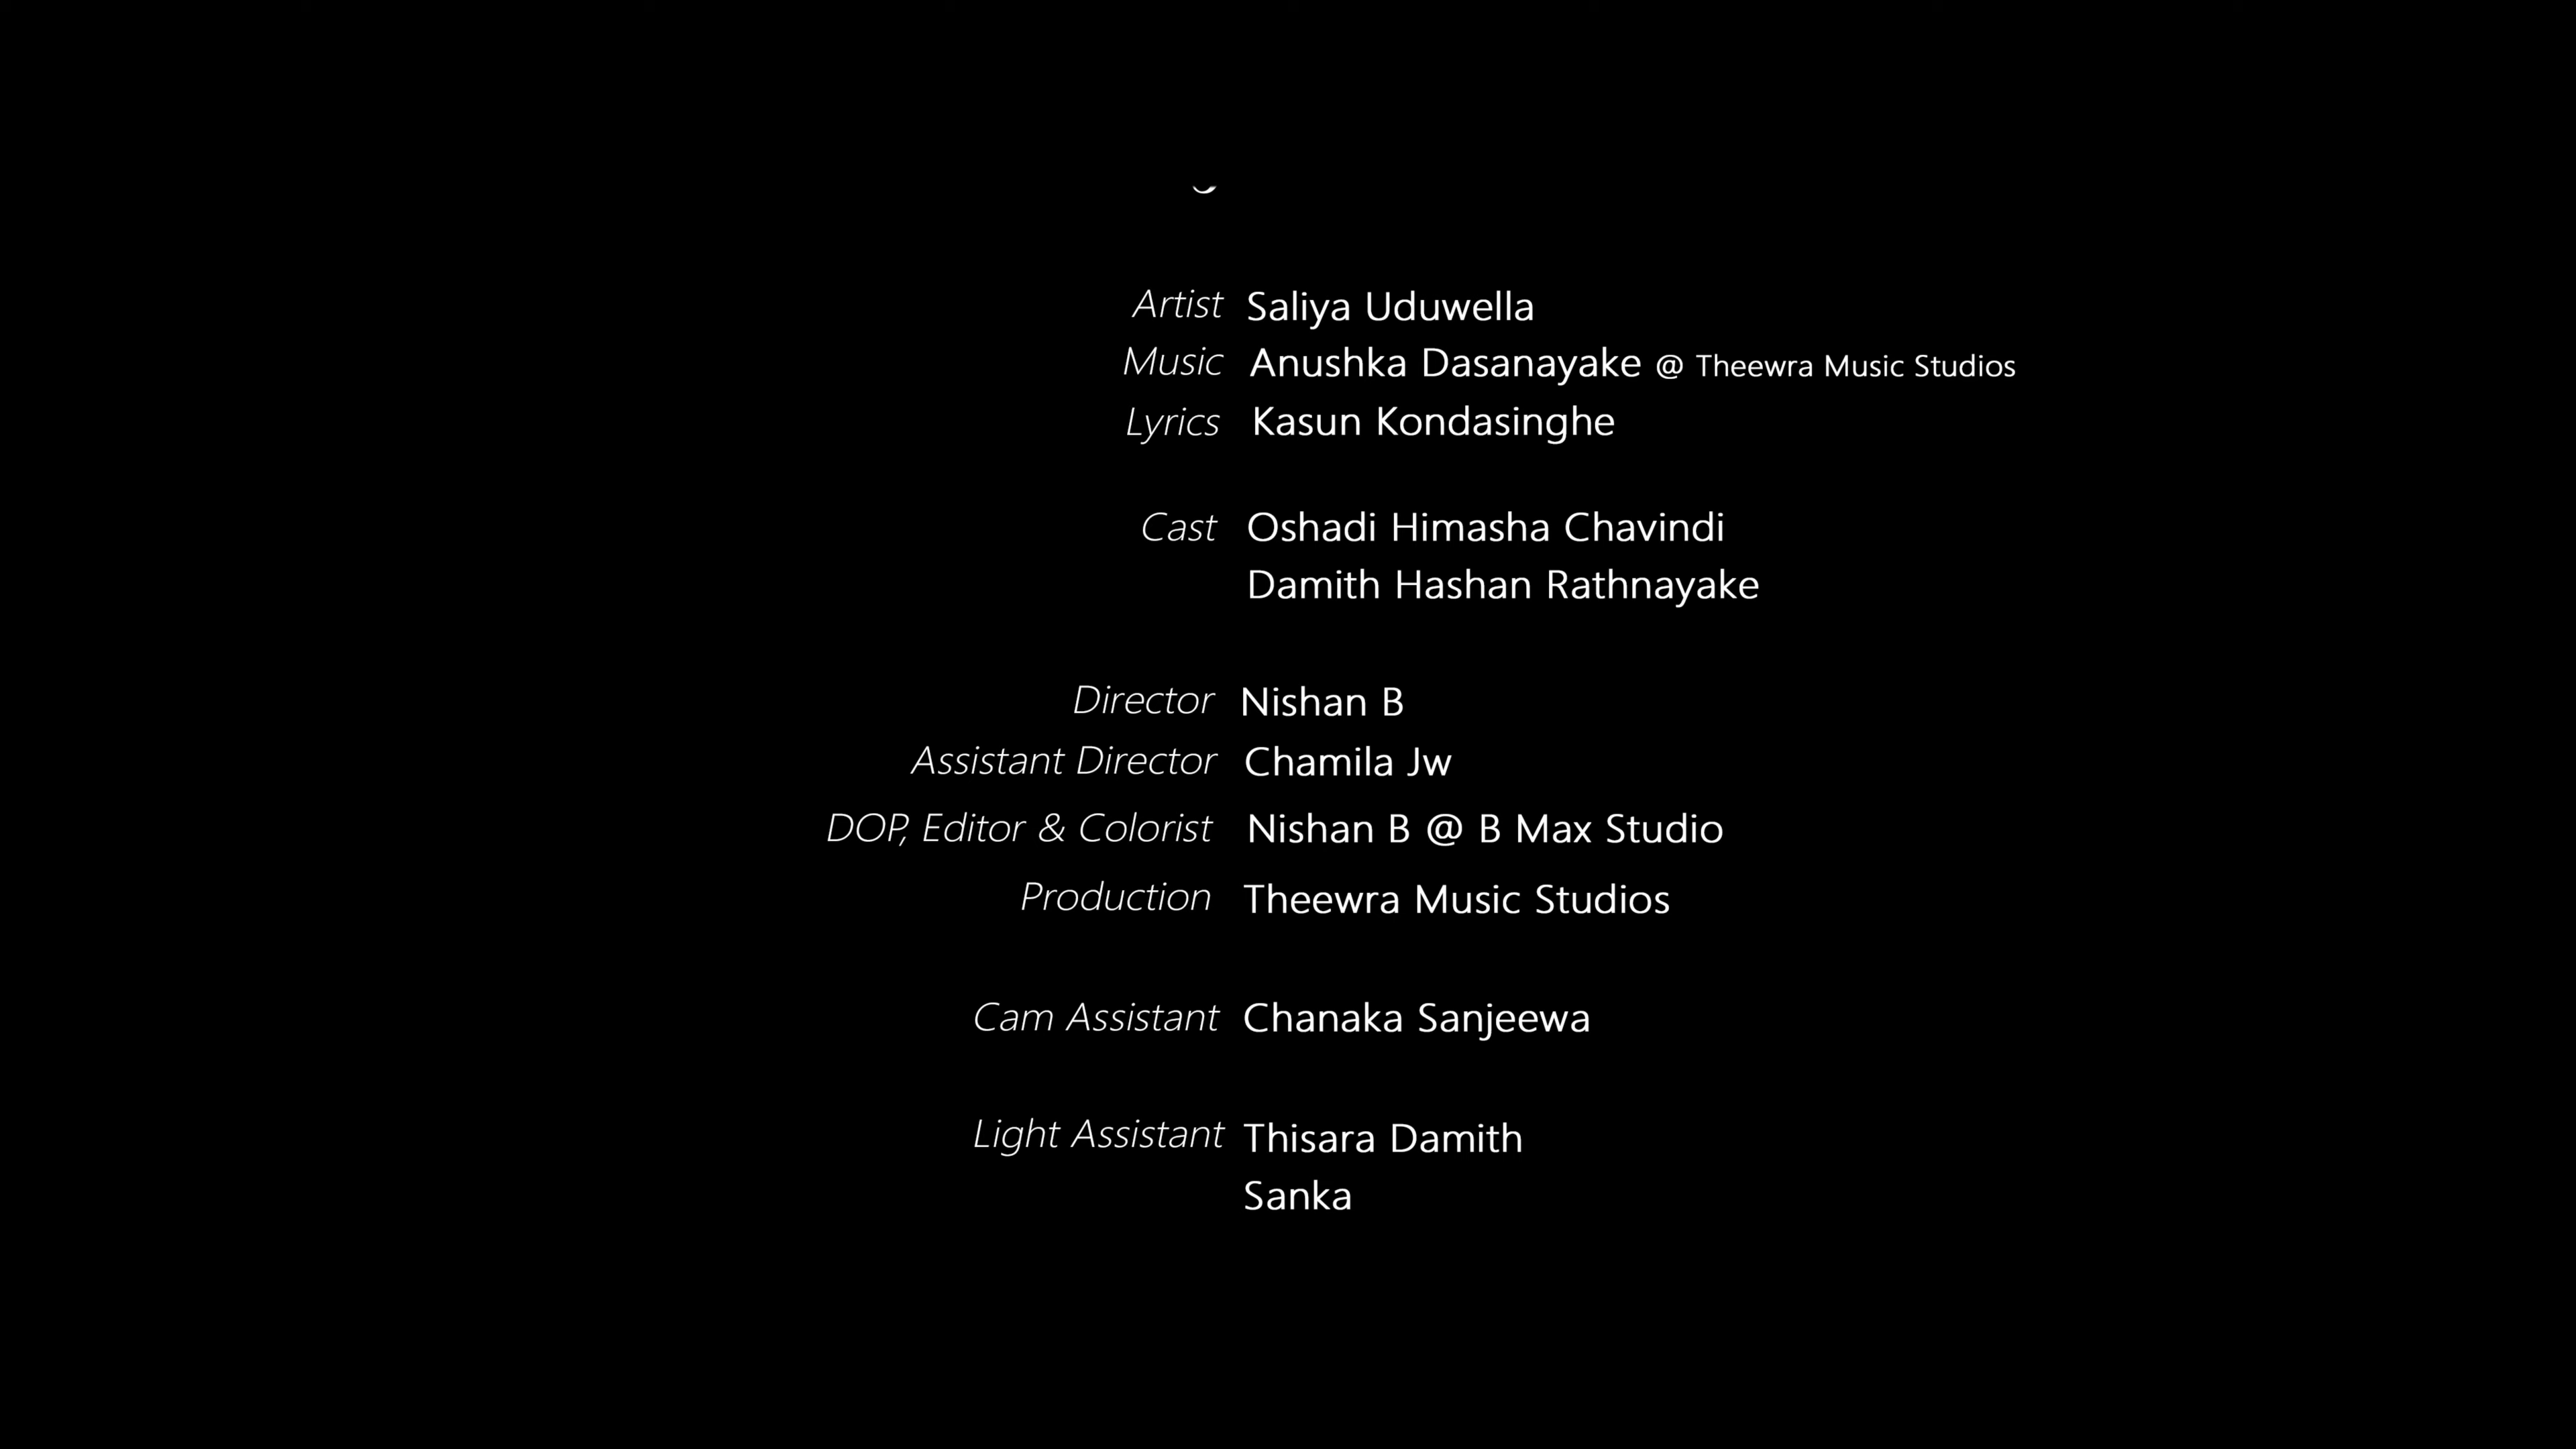 Artist Saliya Uduwella
Music Anushka Dasanayake @ Theewra Music Studios
Lyrics Kasun Kondasinghe
Cast Oshadi Himasha Chavindi
Damith Hashan Rathnayake
Director Nishan B
Assistant Director Chamila Jw
DOP, Editor & Colorist Nishan B @ B Max Studio
Production Theewra Music Studios
Cam Assistant Chanaka Sanjeewa
Light Assistant Thisara Damith
Sanka